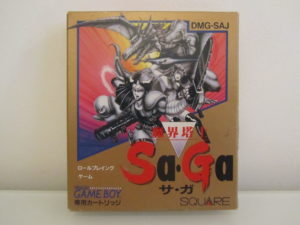 DMG-SAJ
魔界塔士
Sa・Ga
サ・ガ
ロールプレイング
ゲーム
Nintendo GAME BOY
専用カートリッジ
SQUARE